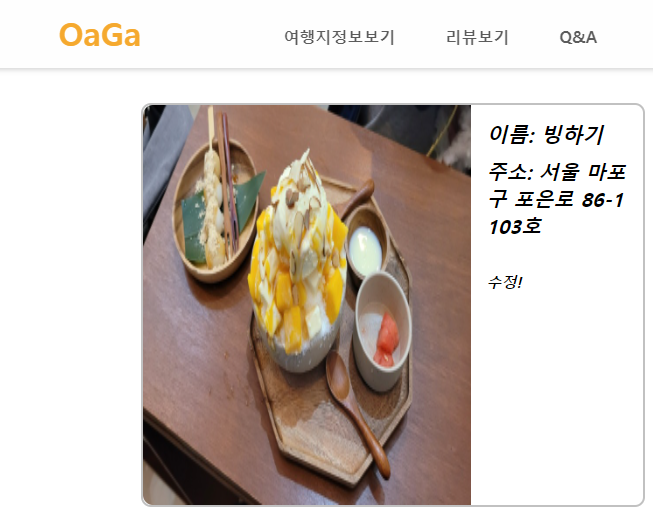 OaGa
여행지정보보기 리뷰보기 Q&A
이름: 빙하기
주소: 서울 마포
구 포은로 86-1
103호
수정!